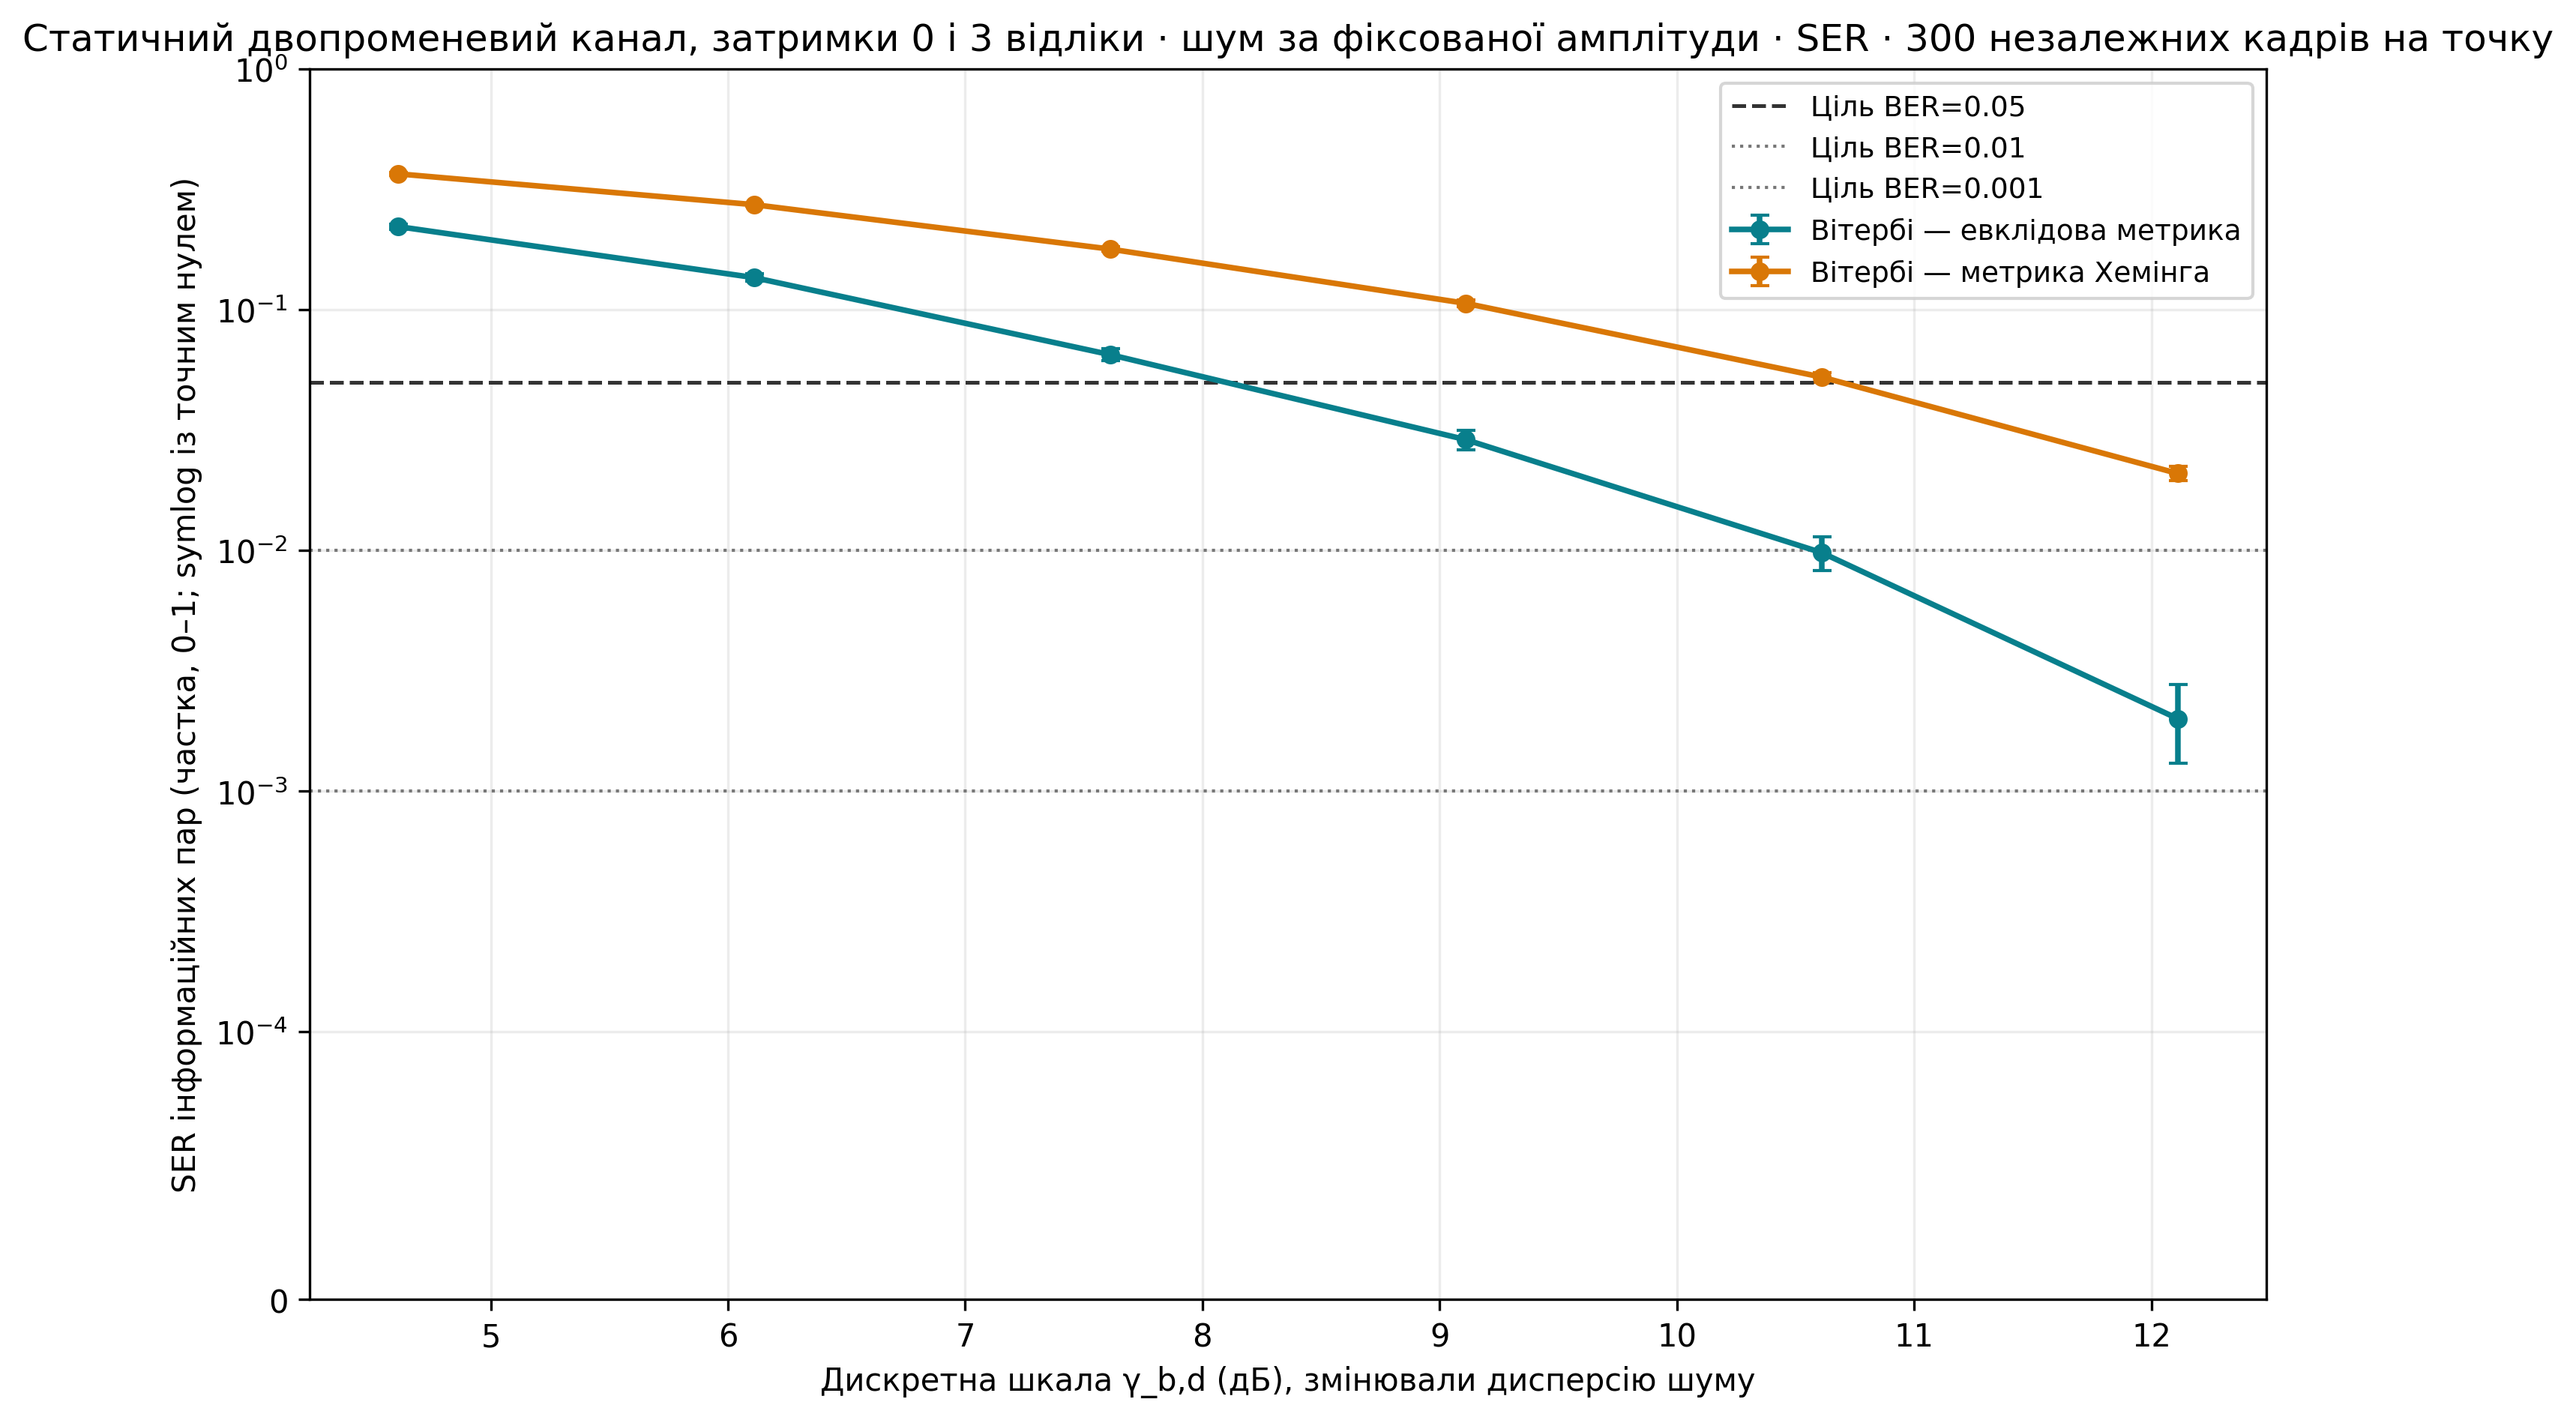 Статичний двопроменевий канал, затримки 0 і 3 відліки · шум за фіксованої амплітуди · SER · 300 незалежних кадрів на точку
Ціль BER=0.05
Ціль BER=0.01
Ціль BER=0.001
Вітербі — евклідова метрика
Вітербі — метрика Хемінга
SER інформаційних пар (частка, 0–1; symlog із точним нулем)
10⁰
10⁻¹
10⁻²
10⁻³
10⁻⁴
0
5 6 7 8 9 10 11 12
Дискретна шкала γ_b,d (дБ), змінювали дисперсію шуму